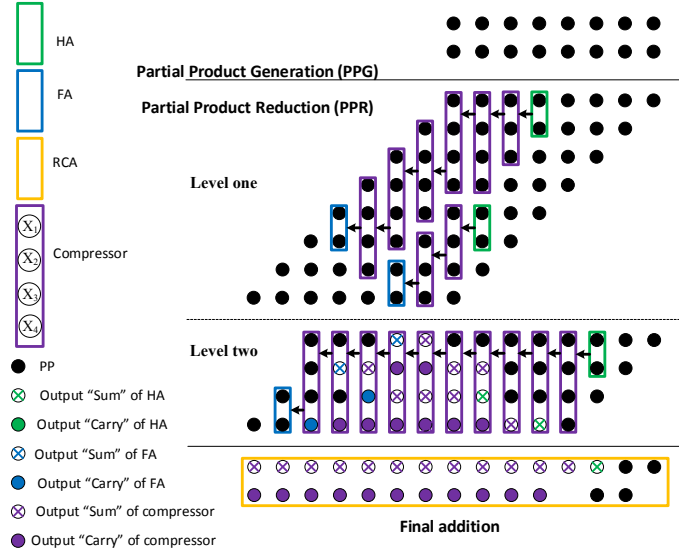 HA
FA
RCA
X1
X2
X3
X4
Compressor
PP
Output “Sum” of HA
Output “Carry” of HA
Output “Sum” of FA
Output “Carry” of FA
Output “Sum” of compressor
Output “Carry” of compressor
Partial Product Generation (PPG)
Partial Product Reduction (PPR)
Level one
Level two
Final addition